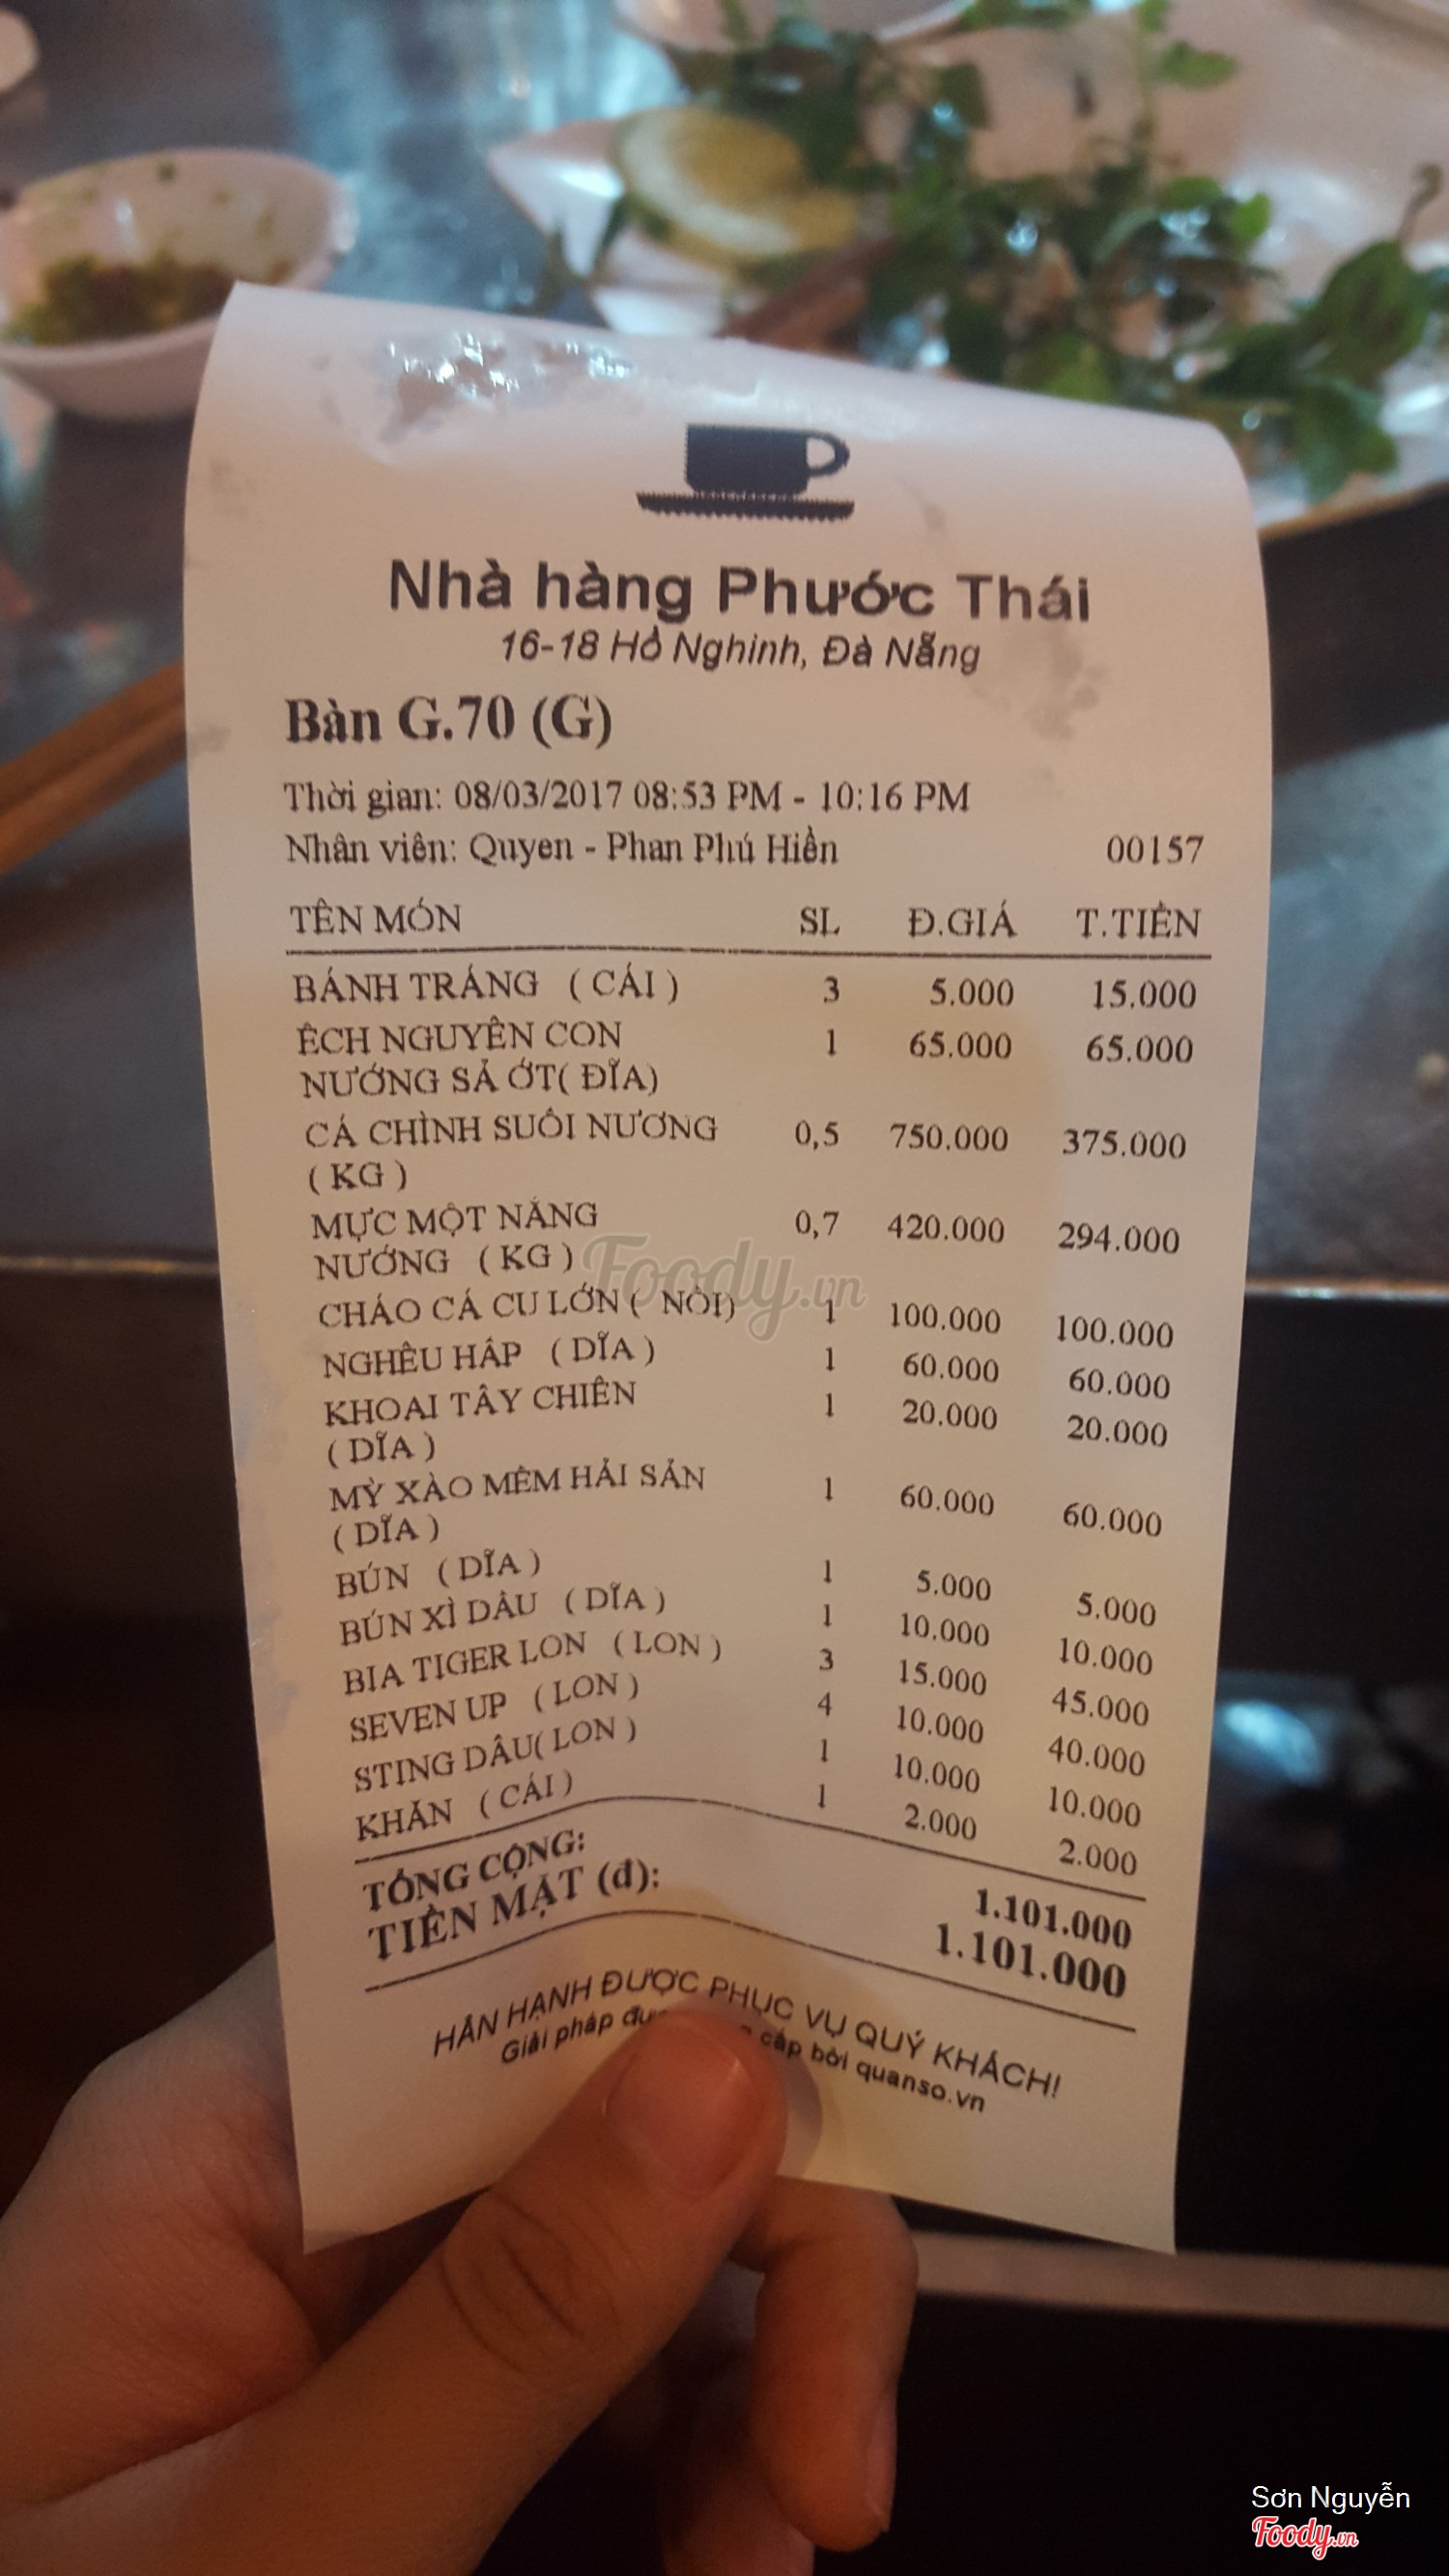 Nhà hàng Phước Thái
16-18 Hồ Nghinh, Đà Nẵng
Bàn G.70 (G)
Thời gian: 08/03/2017 08:53 PM - 10:16 PM
Nhân viên: Quyen - Phan Phú Hiền 00157
TÊN MÓN SL Đ.GIÁ T.TIỀN
BÁNH TRÁNG ( CÁI ) 3 5.000 15.000
ẾCH NGUYÊN CON 1 65.000 65.000
NƯỚNG SẢ ỚT( ĐĨA)
CÁ CHÌNH SUỐI NƯƠNG 0,5 750.000 375.000
( KG )
MỰC MỘT NẮNG 0,7 420.000 294.000
NƯỚNG ( KG )
CHÁO CÁ CU LỚN ( NỒI) 1 100.000 100.000
NGHÊU HẤP ( DĨA ) 1 60.000 60.000
KHOAI TÂY CHIÊN 1 20.000 20.000
( DĨA )
MỲ XÀO MỀM HẢI SẢN 1 60.000 60.000
( DĨA )
BÚN ( DĨA ) 1 5.000 5.000
BÚN XÌ DẦU ( DĨA ) 1 10.000 10.000
BIA TIGER LON ( LON ) 3 15.000 45.000
SEVEN UP ( LON ) 4 10.000 40.000
STING DÂU( LON ) 1 10.000 10.000
KHĂN ( CÁI ) 1 2.000 2.000
TỔNG CỘNG: 1.101.000
TIỀN MẶT (đ): 1.101.000
HÂN HẠNH ĐƯỢC PHỤC VỤ QUÝ KHÁCH!
Giải pháp cấp bởi quanso.vn
Foody.vn
Sơn Nguyễn
Foody.vn